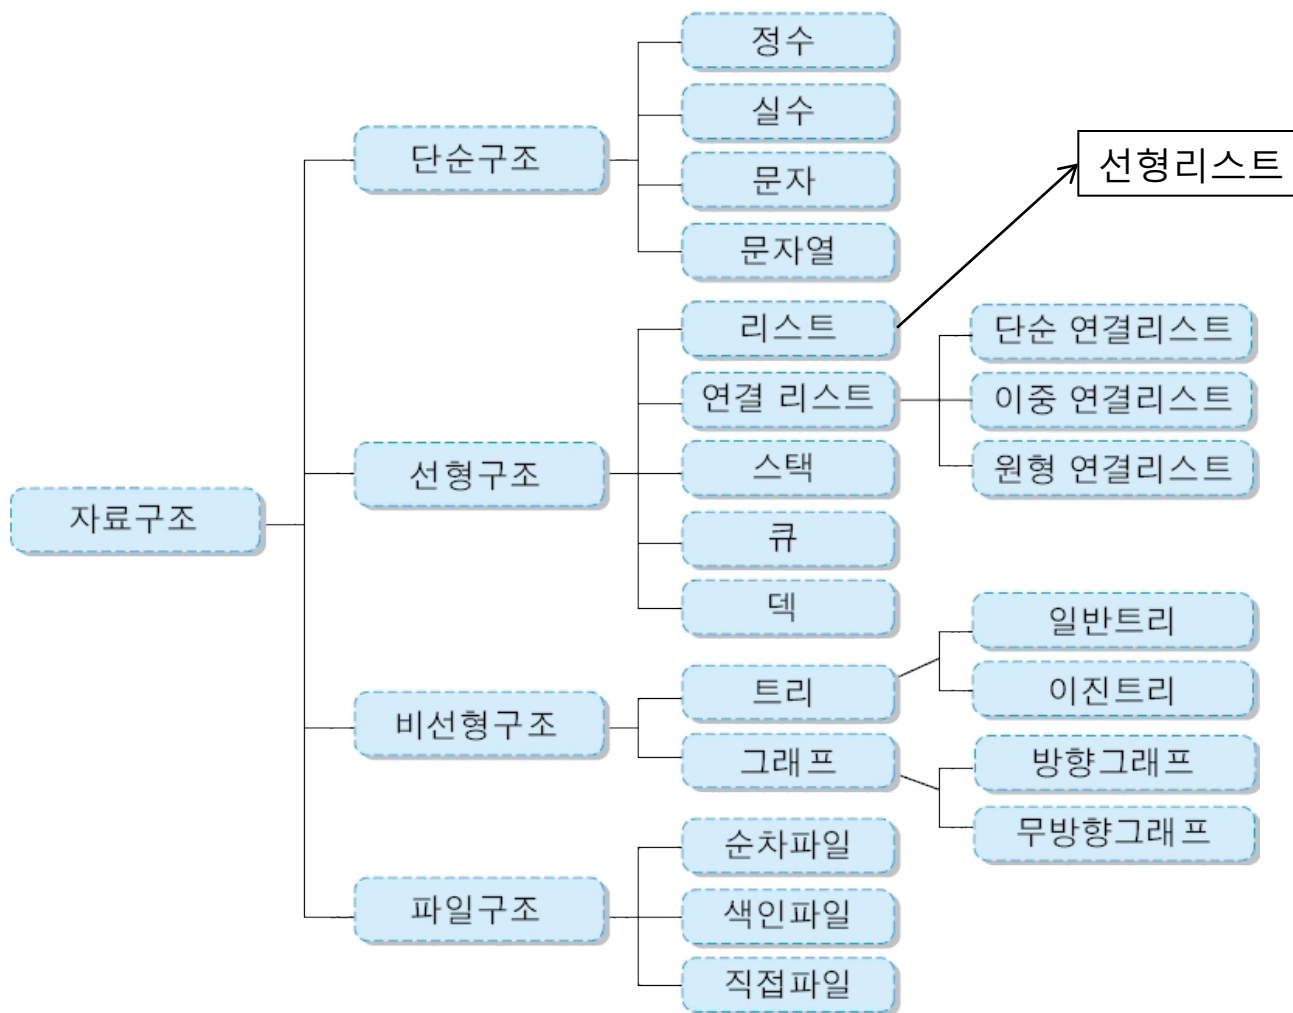 자료구조
단순구조
정수
실수
문자
문자열
선형구조
리스트
선형리스트
연결 리스트
단순 연결리스트
이중 연결리스트
원형 연결리스트
스택
큐
덱
비선형구조
트리
일반트리
이진트리
그래프
방향그래프
무방향그래프
파일구조
순차파일
색인파일
직접파일